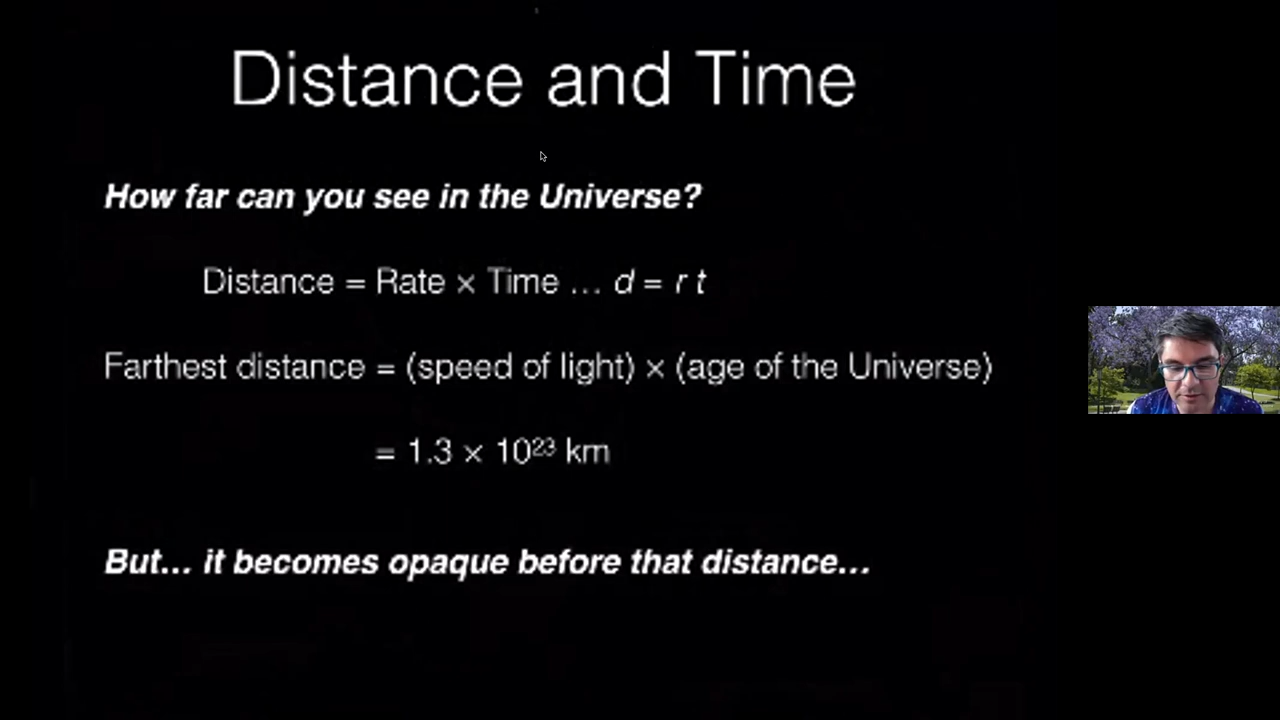 Distance and Time
How far can you see in the Universe?
Distance = Rate × Time … d = r t
Farthest distance = (speed of light) × (age of the Universe)
= 1.3 × 10²³ km
But… it becomes opaque before that distance…